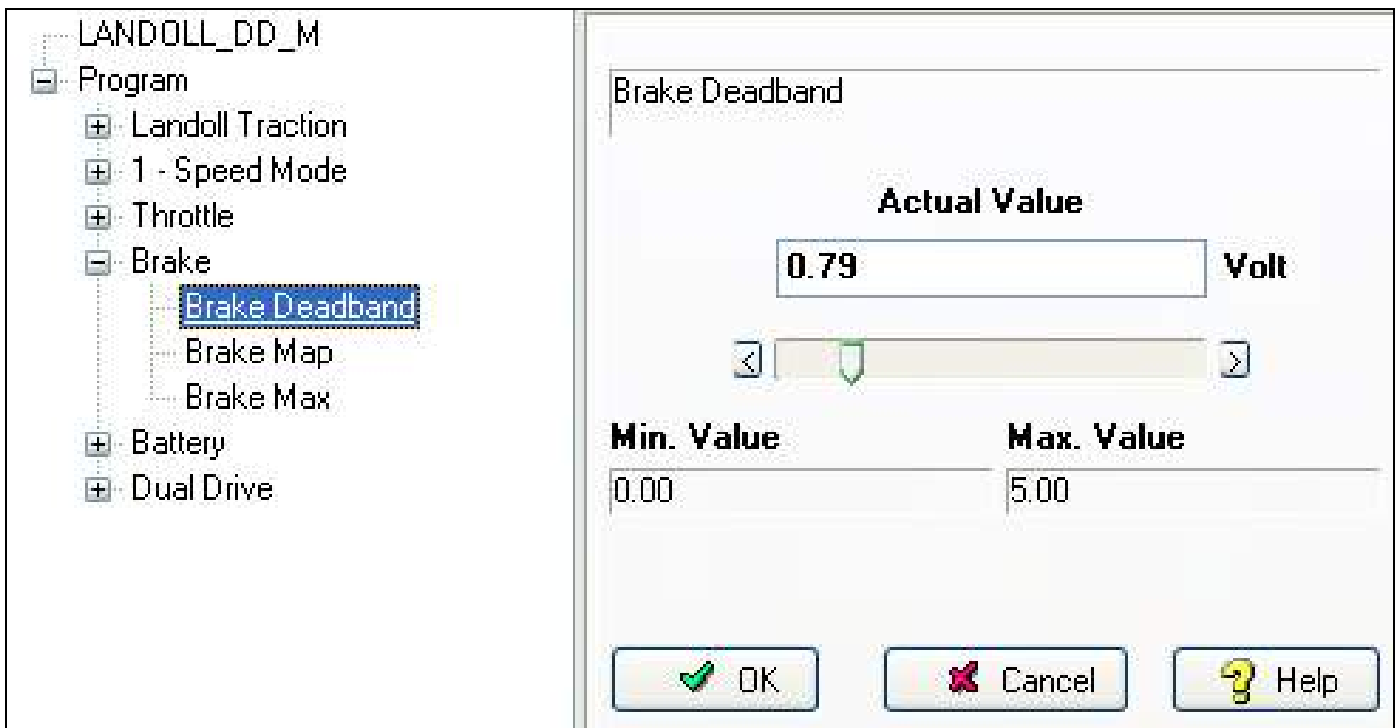 LANDOLL_DD_M
Program
Landoll Traction
1 - Speed Mode
Throttle
Brake
Brake Deadband
Brake Map
Brake Max
Battery
Dual Drive
Brake Deadband
Actual Value
0.79 Volt
< >
Min. Value Max. Value
0.00 5.00
OK Cancel Help